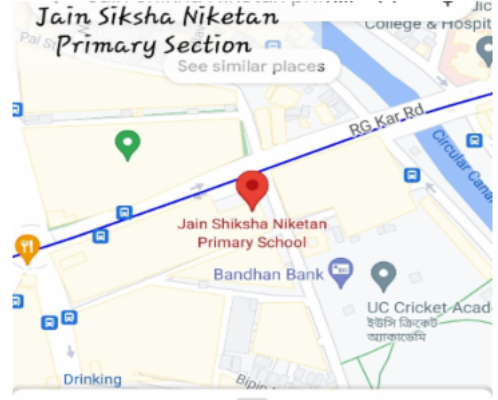 Jain Siksha Niketan
Primary Section
College & Hospit
Pal St
See similar places
RG Kar Rd
Circular Cana
Jain Shiksha Niketan
Primary School
Bandhan Bank
UC Cricket Acad
ইউসি ক্রিকেট
অ্যাকাডেমি
Drinking
Bipin